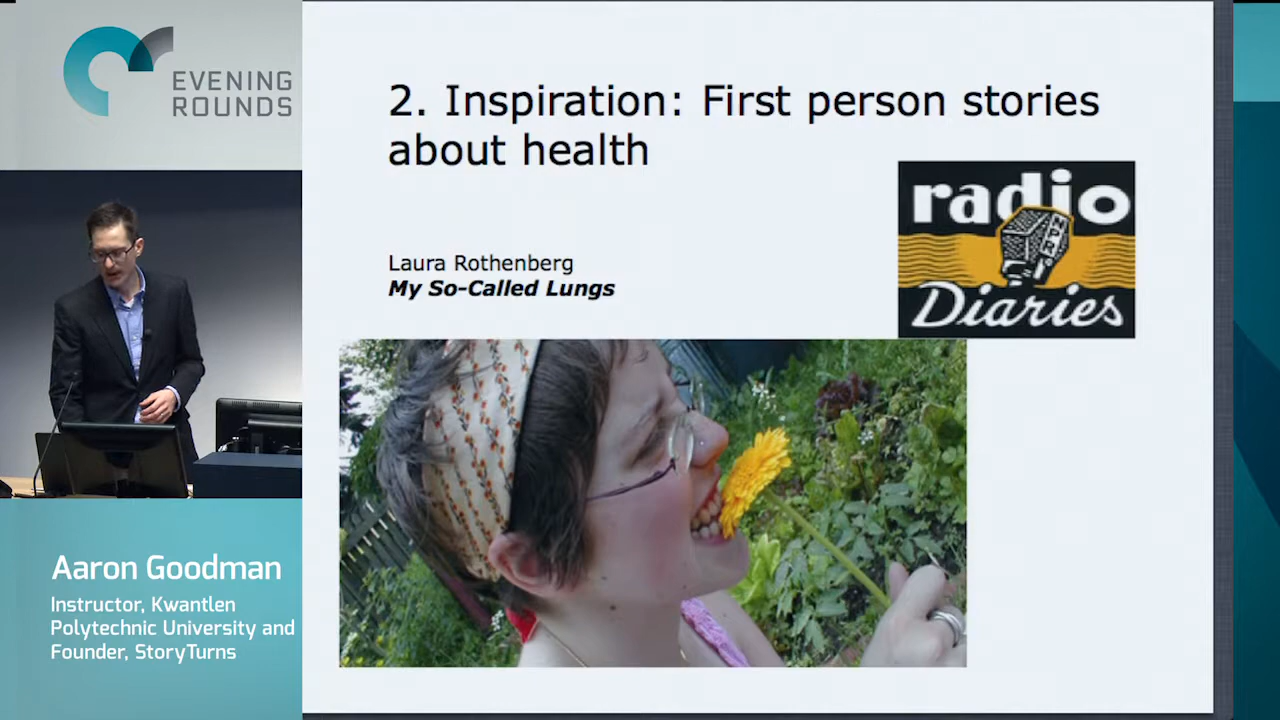 EVENING
ROUNDS
2. Inspiration: First person stories
about health
radio
NPR
Diaries
Laura Rothenberg
My So-Called Lungs
Aaron Goodman
Instructor, Kwantlen
Polytechnic University and
Founder, StoryTurns